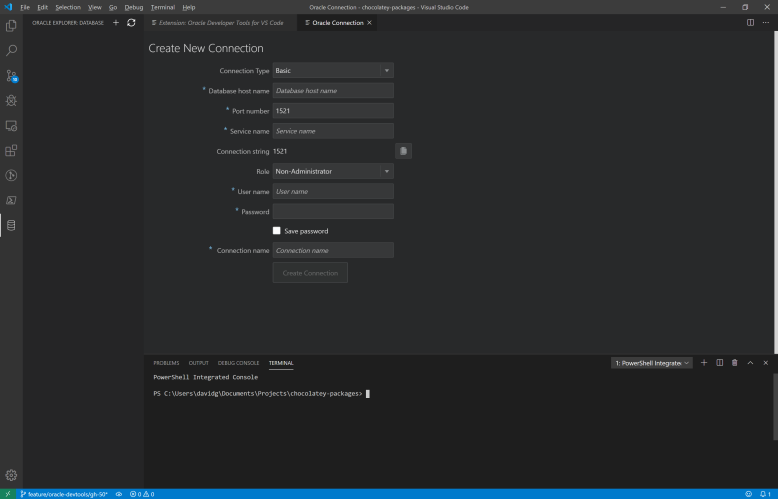 File Edit Selection View Go Debug Terminal Help Oracle Connection - chocolatey-packages - Visual Studio Code
ORACLE EXPLORER: DATABASE
Extension: Oracle Developer Tools for VS Code Oracle Connection
Create New Connection
Connection Type Basic
* Database host name Database host name
* Port number 1521
* Service name Service name
Connection string 1521
Role Non-Administrator
* User name User name
* Password
Save password
* Connection name Connection name
Create Connection
PROBLEMS OUTPUT DEBUG CONSOLE TERMINAL 1: PowerShell Integrate
PowerShell Integrated Console
PS C:\Users\davidg\Documents\Projects\chocolatey-packages>
feature/oracle-devtools/gh-50* 0 0 1